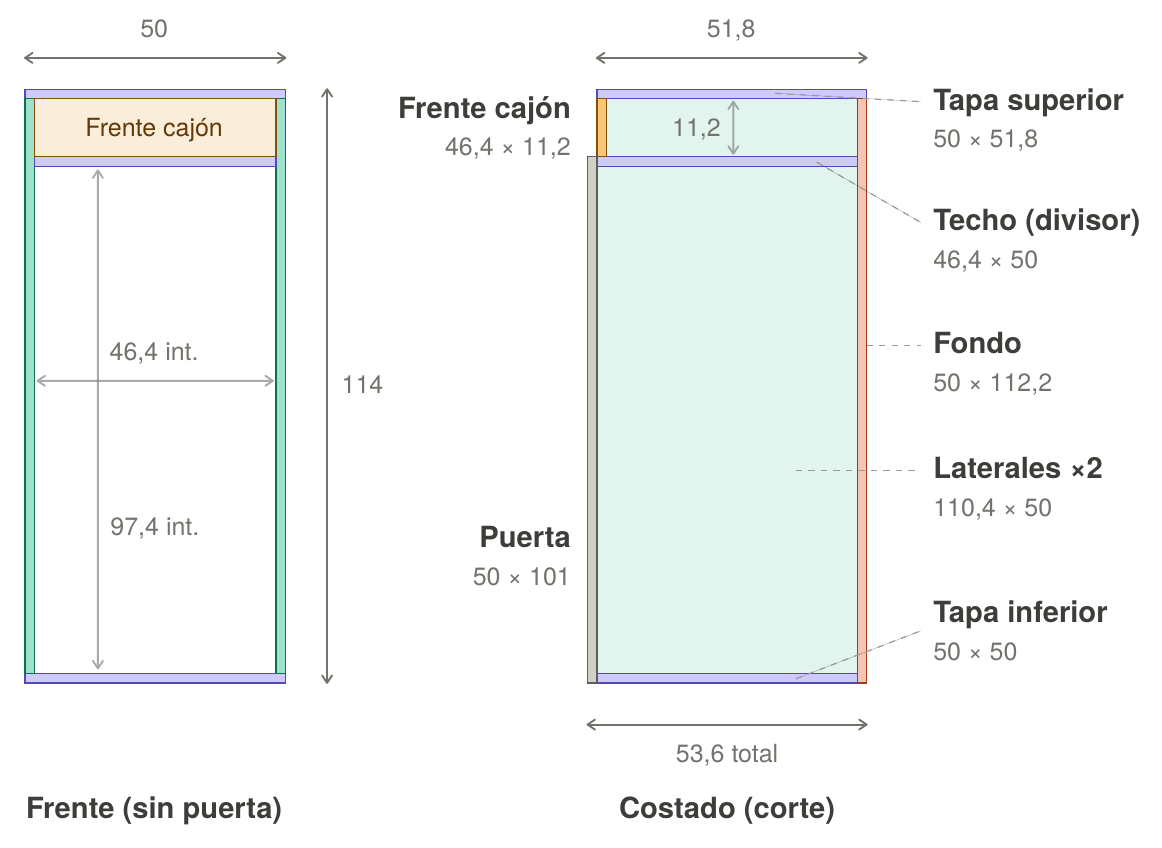 50
51,8
Frente cajón
46,4 × 11,2
Frente cajón
11,2
Tapa superior
50 × 51,8
Techo (divisor)
46,4 × 50
46,4 int.
114
Fondo
50 × 112,2
Laterales ×2
110,4 × 50
97,4 int.
Puerta
50 × 101
Tapa inferior
50 × 50
53,6 total
Frente (sin puerta)
Costado (corte)